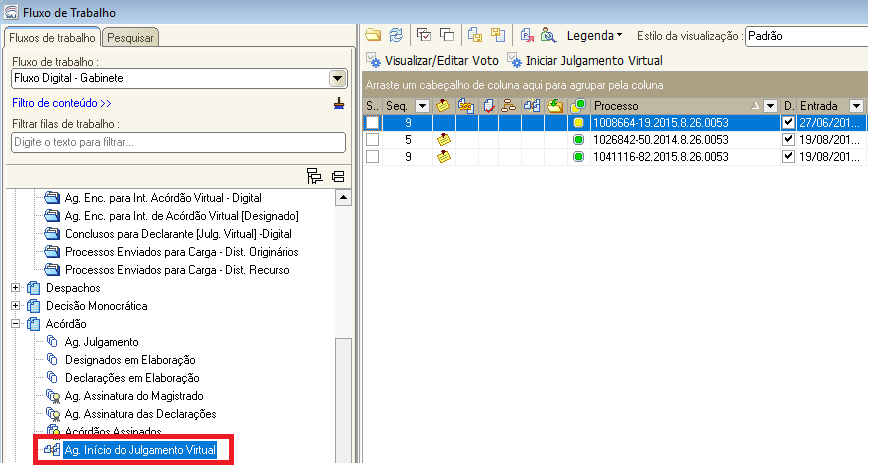 SAJ Fluxo de Trabalho
Fluxos de trabalho Pesquisar
Fluxo de trabalho :
Fluxo Digital - Gabinete
Filtro de conteúdo >>
Filtrar filas de trabalho :
Digite o texto para filtrar...
Ag. Enc. para Int. Acórdão Virtual - Digital
Ag. Enc. para Int. de Acórdão Virtual [Designado]
Conclusos para Declarante [Julg. Virtual] -Digital
Processos Enviados para Carga - Dist. Originários
Processos Enviados para Carga - Dist. Recurso
Despachos
Decisão Monocrática
Acórdão
Ag. Julgamento
Designados em Elaboração
Declarações em Elaboração
Ag. Assinatura do Magistrado
Ag. Assinatura das Declarações
Acórdãos Assinados
Ag. Início do Julgamento Virtual
Legenda Estilo da visualização : Padrão
Visualizar/Editar Voto Iniciar Julgamento Virtual
Arraste um cabeçalho de coluna aqui para agrupar pela coluna
S.. Seq. Processo D. Entrada
9 1008664-19.2015.8.26.0053 27/06/201...
5 1026842-50.2014.8.26.0053 19/08/201...
9 1041116-82.2015.8.26.0053 19/08/201...